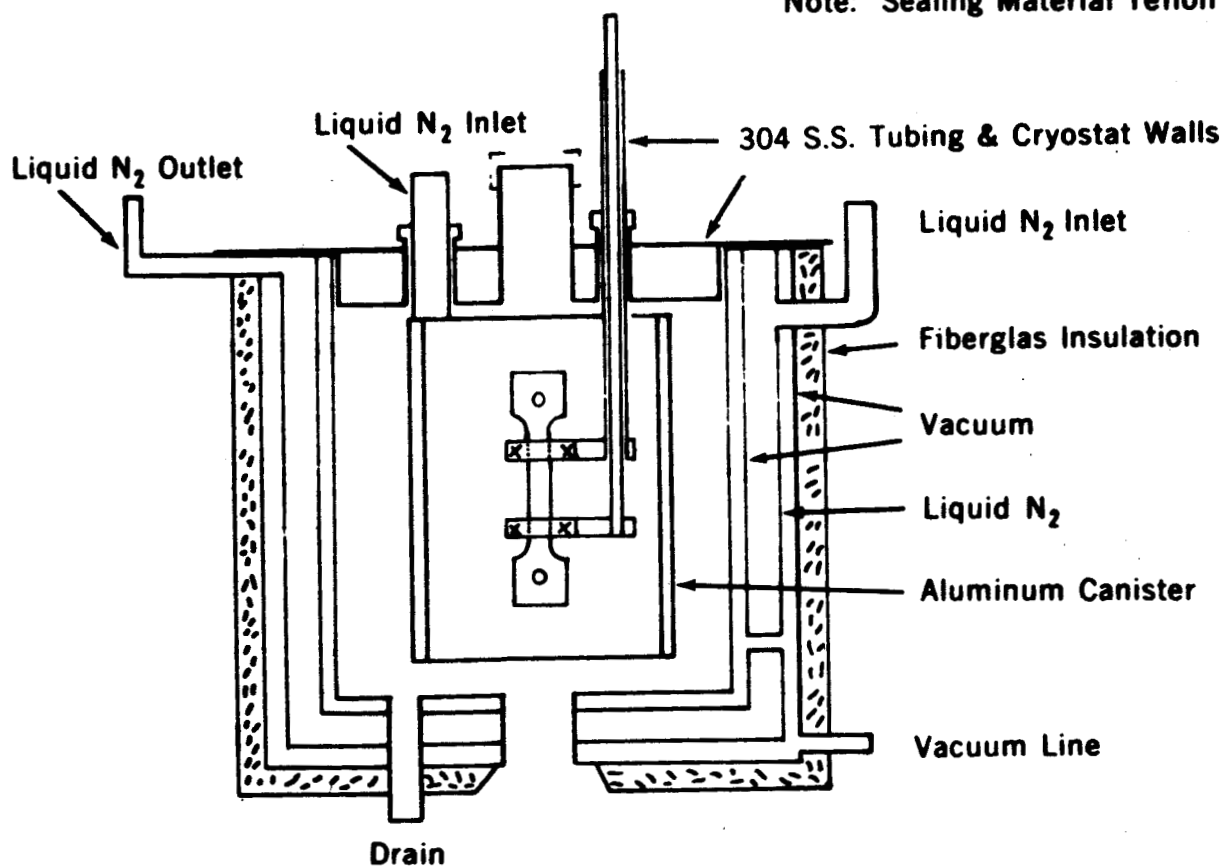 Note. Sealing Material Teflon
Liquid N₂ Inlet
304 S.S. Tubing & Cryostat Walls
Liquid N₂ Outlet
Liquid N₂ Inlet
Fiberglas Insulation
Vacuum
Liquid N₂
Aluminum Canister
Vacuum Line
Drain